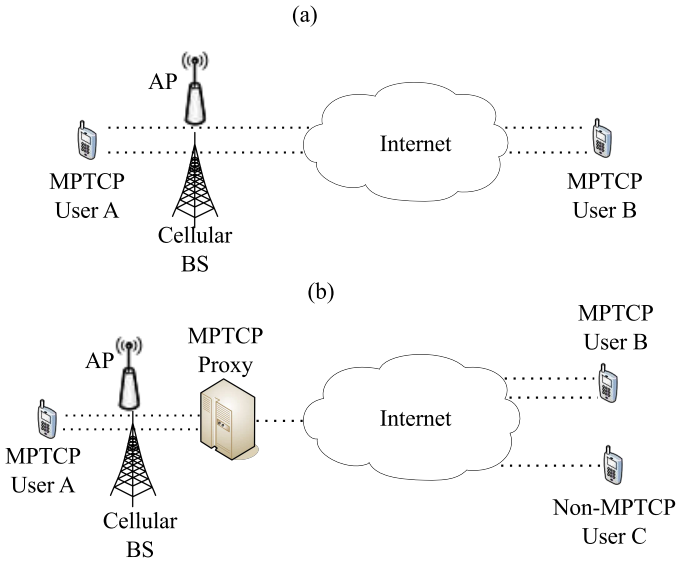 (a)
AP
Internet
MPTCP
User A
MPTCP
User B
Cellular
BS
(b)
MPTCP
User B
MPTCP
Proxy
AP
Internet
MPTCP
User A
Non-MPTCP
User C
Cellular
BS